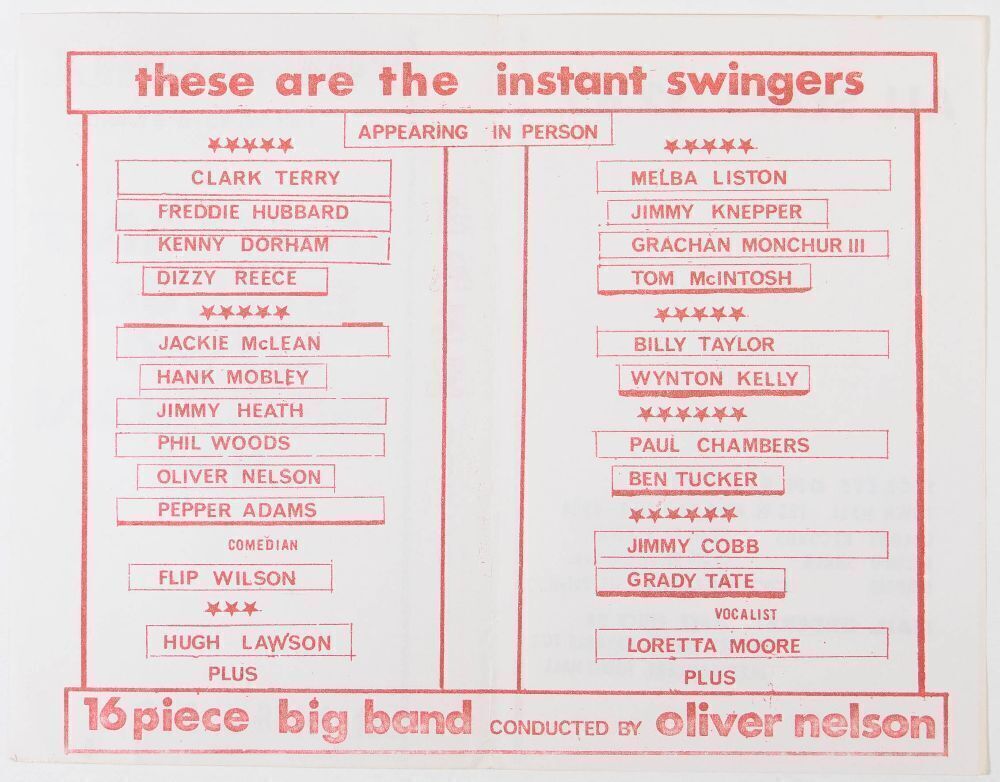 these are the instant swingers
APPEARING IN PERSON
★★★★★
CLARK TERRY
FREDDIE HUBBARD
KENNY DORHAM
DIZZY REECE
★★★★★
JACKIE McLEAN
HANK MOBLEY
JIMMY HEATH
PHIL WOODS
OLIVER NELSON
PEPPER ADAMS
COMEDIAN
FLIP WILSON
★★★
HUGH LAWSON
PLUS
★★★★★
MELBA LISTON
JIMMY KNEPPER
GRACHAN MONCHUR III
TOM McINTOSH
★★★★★
BILLY TAYLOR
WYNTON KELLY
★★★★★★
PAUL CHAMBERS
BEN TUCKER
★★★★★★
JIMMY COBB
GRADY TATE
VOCALIST
LORETTA MOORE
PLUS
16 piece big band CONDUCTED BY oliver nelson